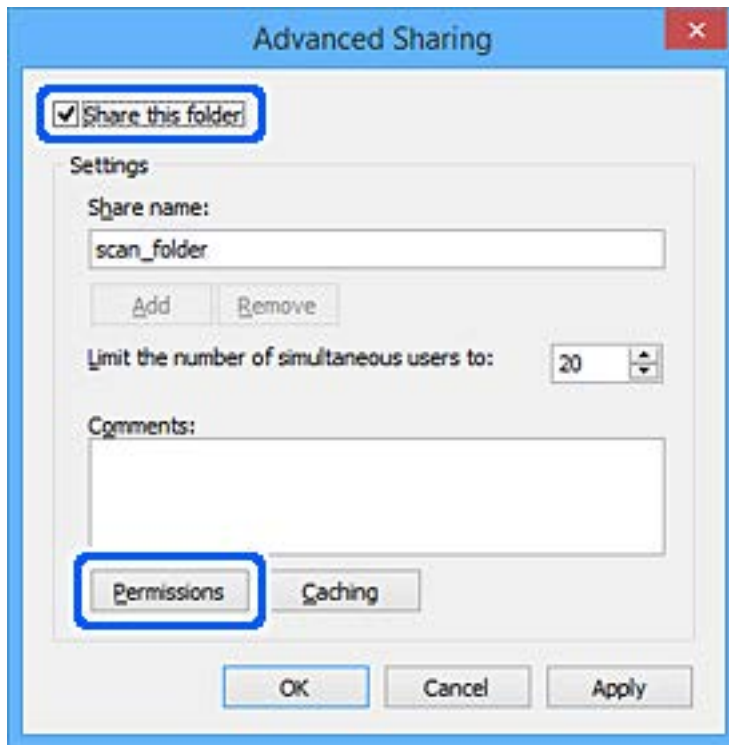 Advanced Sharing
Share this folder
Settings
Share name:
scan_folder
Add Remove
Limit the number of simultaneous users to: 20
Comments:
Permissions Caching
OK Cancel Apply